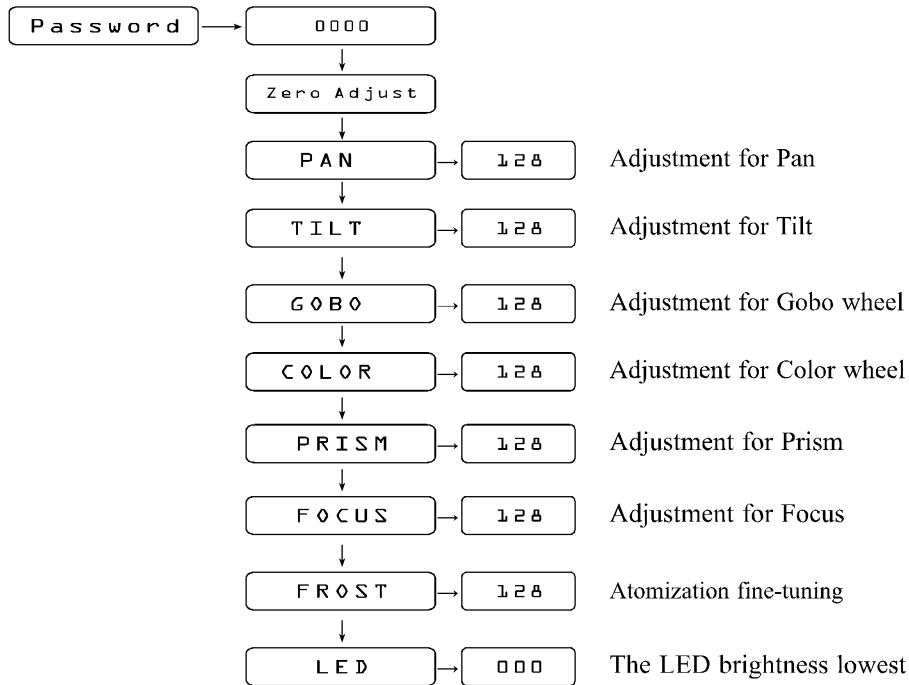 Password 0000
Zero Adjust
PAN 128 Adjustment for Pan
TILT 128 Adjustment for Tilt
GOBO 128 Adjustment for Gobo wheel
COLOR 128 Adjustment for Color wheel
PRISM 128 Adjustment for Prism
FOCUS 128 Adjustment for Focus
FROST 128 Atomization fine-tuning
LED 000 The LED brightness lowest